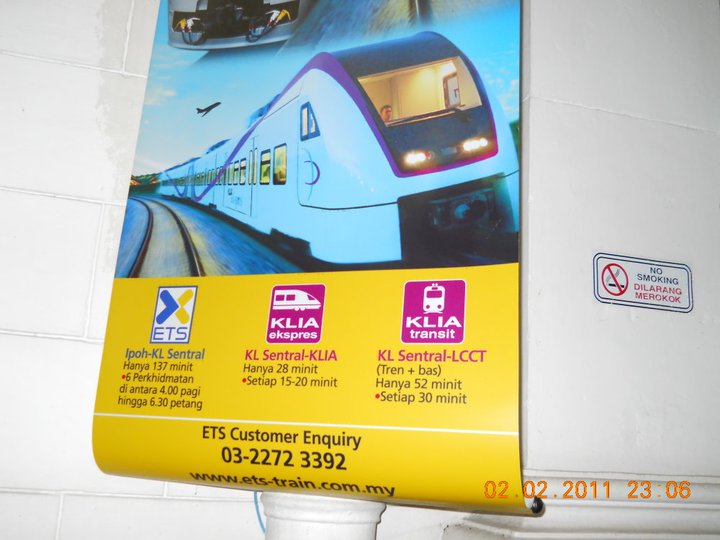 ETS
Ipoh-KL Sentral
Hanya 137 minit
•6 Perkhidmatan
di antara 4.00 pagi
hingga 6.30 petang
KLIA
ekspres
KL Sentral-KLIA
Hanya 28 minit
•Setiap 15-20 minit
KLIA
transit
KL Sentral-LCCT
(Tren + bas)
Hanya 52 minit
•Setiap 30 minit
ETS Customer Enquiry
03-2272 3392
www.ets-train.com.my
NO
SMOKING
DILARANG
MEROKOK
02.02.2011 23:06